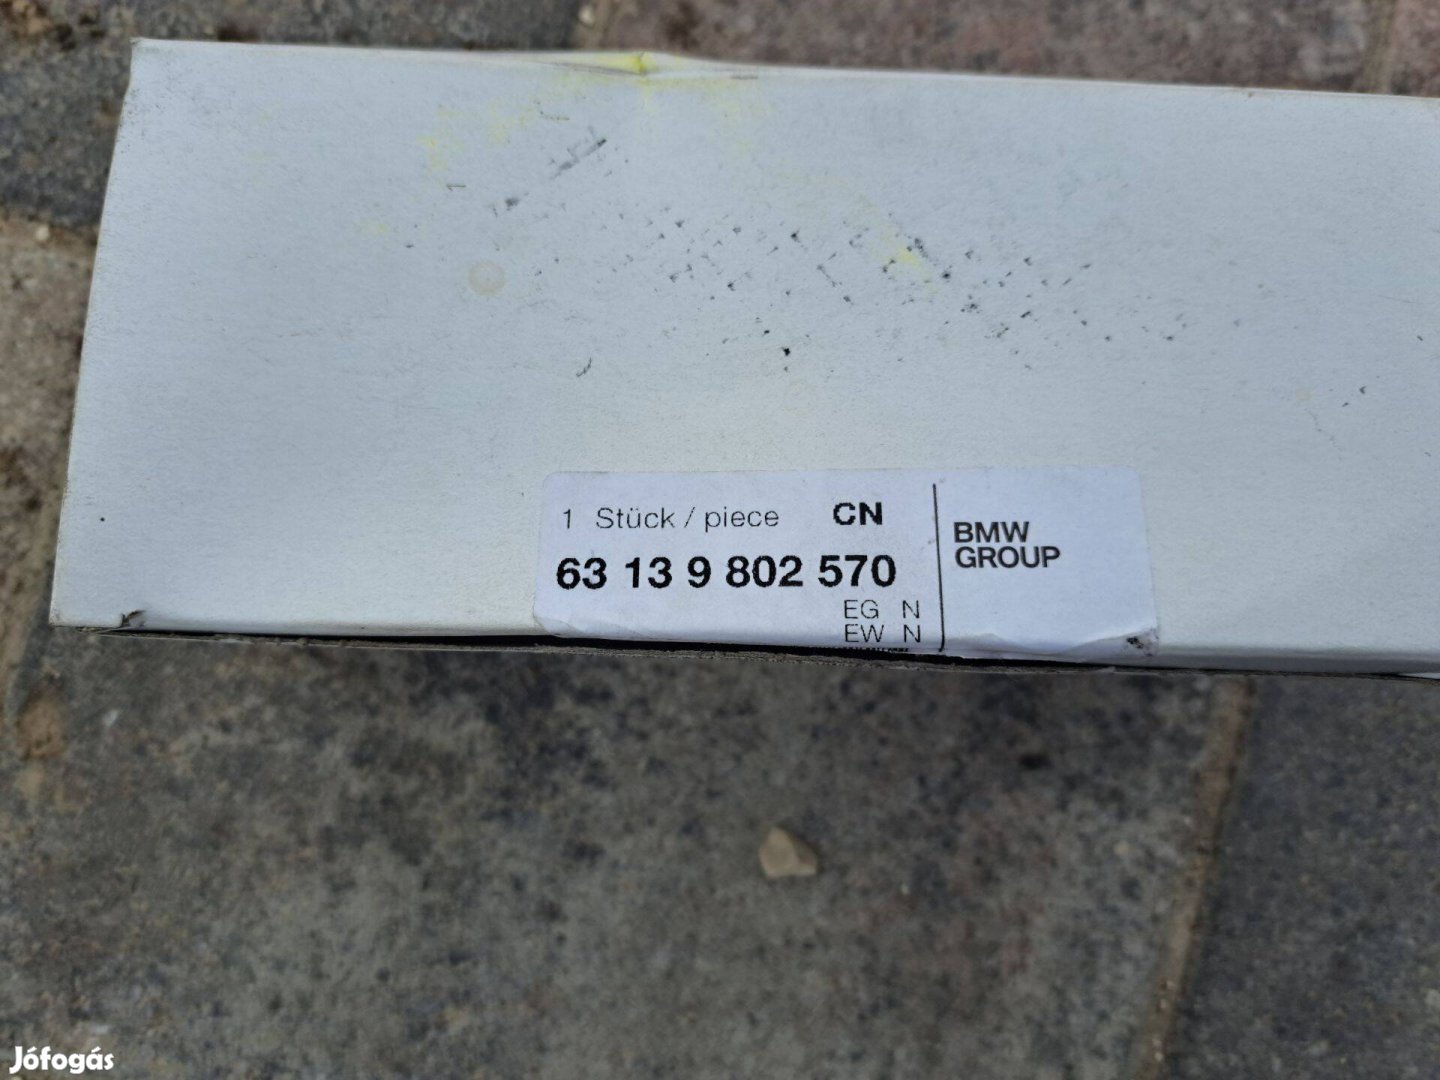 1 Stück / piece CN
63 13 9 802 570
EG N
EW N
BMW
GROUP
Jófogás